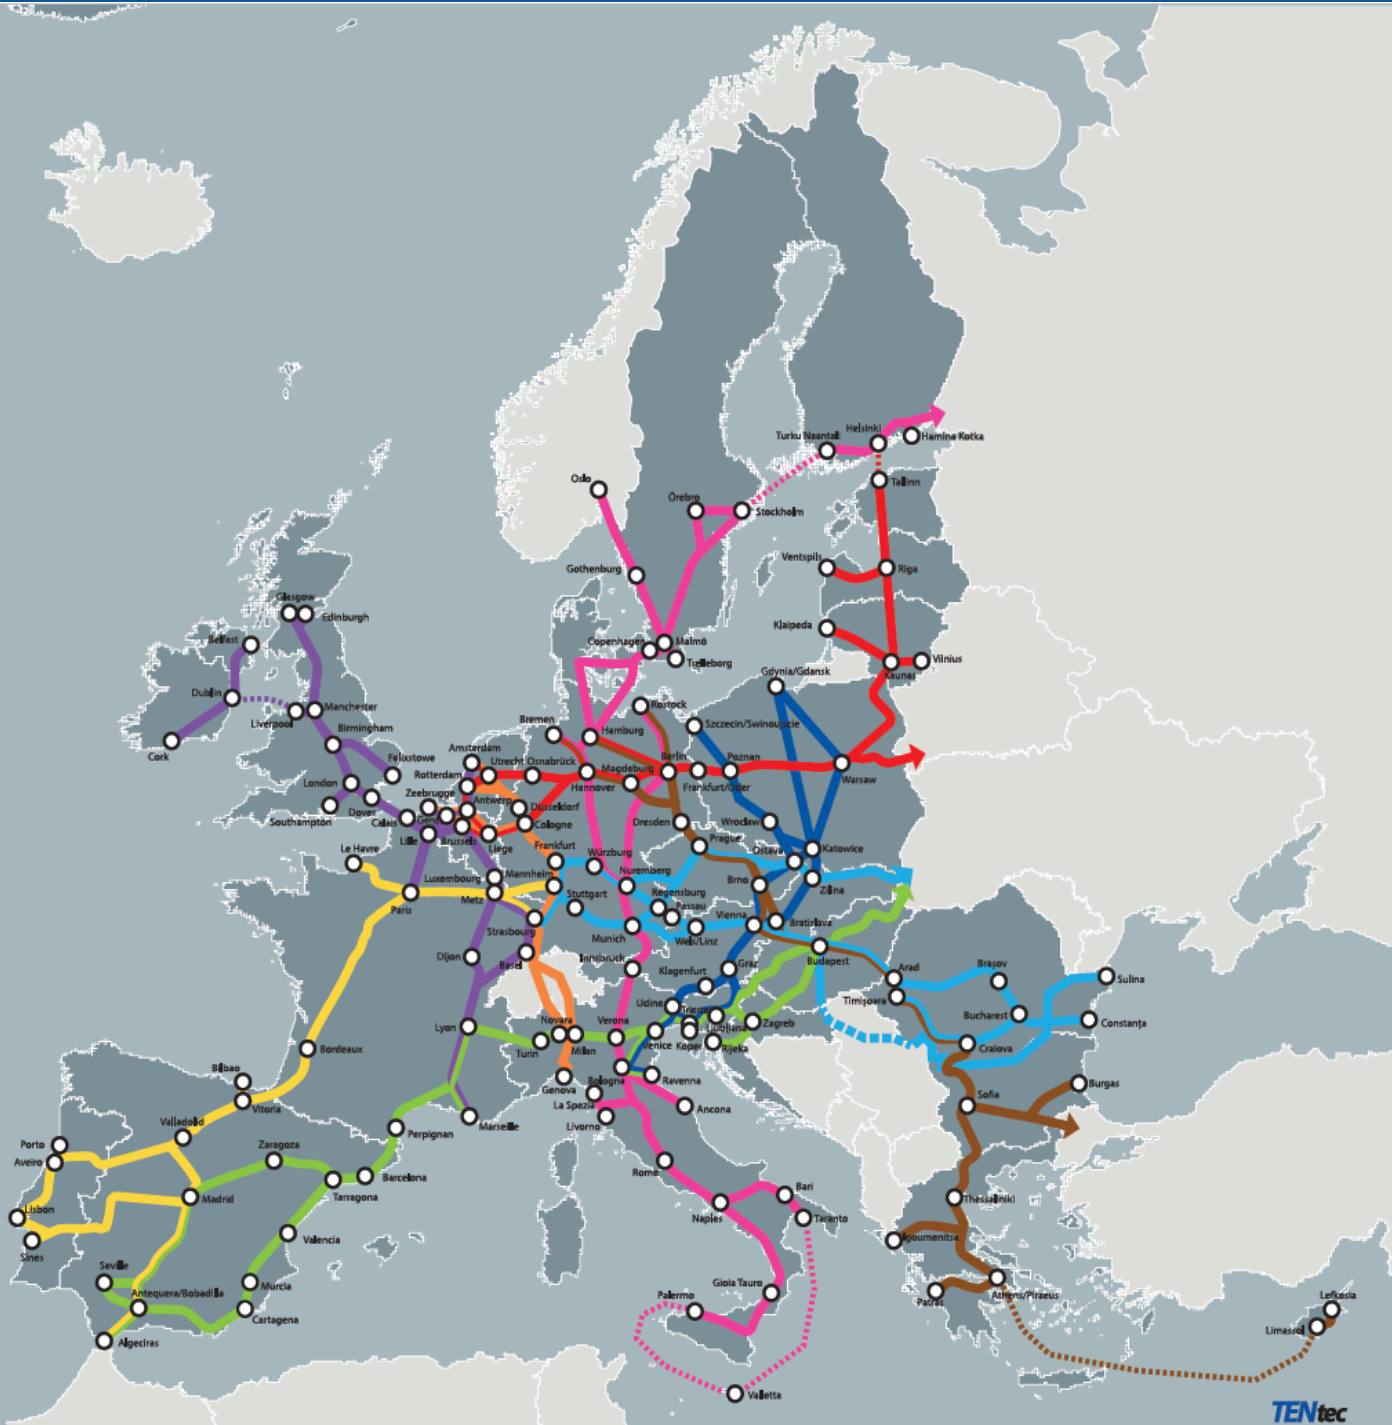 Helsinki
Turku Naantali
Hamina Kotka
Oslo
Tallinn
Örebro
Stockholm
Ventspils
Riga
Gothenburg
Glasgow
Edinburgh
Klaipeda
Belfast
Copenhagen
Malmö
Trelleborg
Vilnius
Kaunas
Gdynia/Gdansk
Dublin
Liverpool
Manchester
Rostock
Szczecin/Swinoujscie
Bremen
Hamburg
Birmingham
Cork
Amsterdam
Felixstowe
Utrecht
Osnabrück
Berlin
Poznan
Warsaw
London
Rotterdam
Magdeburg
Hannover
Frankfurt/Oder
Zeebrugge
Antwerp
Düsseldorf
Southampton
Dover
Calais
Gent
Cologne
Dresden
Wroclaw
Lille
Brussels
Liège
Prague
Ostava
Katowice
Le Havre
Frankfurt
Würzburg
Luxembourg
Mannheim
Nuremberg
Brno
Zilina
Paris
Metz
Stuttgart
Regensburg
Passau
Strasbourg
Vienna
Bratislava
Munich
Wels/Linz
Dijon
Basel
Innsbruck
Klagenfurt
Graz
Budapest
Arad
Brașov
Sulina
Timișoara
Udine
Trieste
Bucharest
Constanța
Lyon
Novara
Verona
Ljubljana
Zagreb
Turin
Milan
Venice
Koper
Rijeka
Craiova
Bordeaux
Bilbao
Genova
Bologna
Ravenna
Burgas
Vitoria
La Spezia
Ancona
Sofia
Valladolid
Livorno
Marseille
Perpignan
Porto
Zaragoza
Aveiro
Rome
Barcelona
Madrid
Tarragona
Bari
Thessaliniki
Lisbon
Naples
Taranto
Sines
Valencia
Igoumenitsa
Seville
Murcia
Gioia Tauro
Antequera/Bobadilla
Palermo
Patras
Athens/Piraeus
Lefkosia
Cartagena
Limassol
Algeciras
Valletta
TENtec